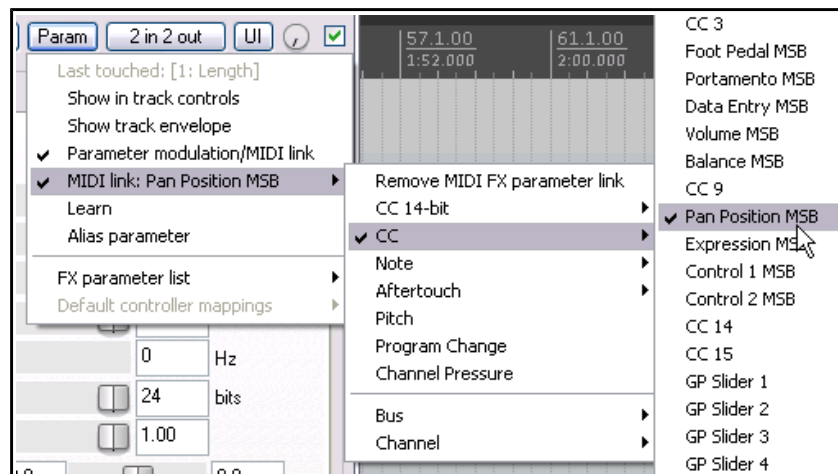 Param
2 in 2 out
UI
57.1.00
1:52.000
61.1.00
2:00.000
Last touched: [1: Length]
Show in track controls
Show track envelope
Parameter modulation/MIDI link
MIDI link: Pan Position MSB
Learn
Alias parameter
FX parameter list
Default controller mappings
0 Hz
24 bits
1.00
Remove MIDI FX parameter link
CC 14-bit
CC
Note
Aftertouch
Pitch
Program Change
Channel Pressure
Bus
Channel
CC 3
Foot Pedal MSB
Portamento MSB
Data Entry MSB
Volume MSB
Balance MSB
CC 9
Pan Position MSB
Expression MSB
Control 1 MSB
Control 2 MSB
CC 14
CC 15
GP Slider 1
GP Slider 2
GP Slider 3
GP Slider 4